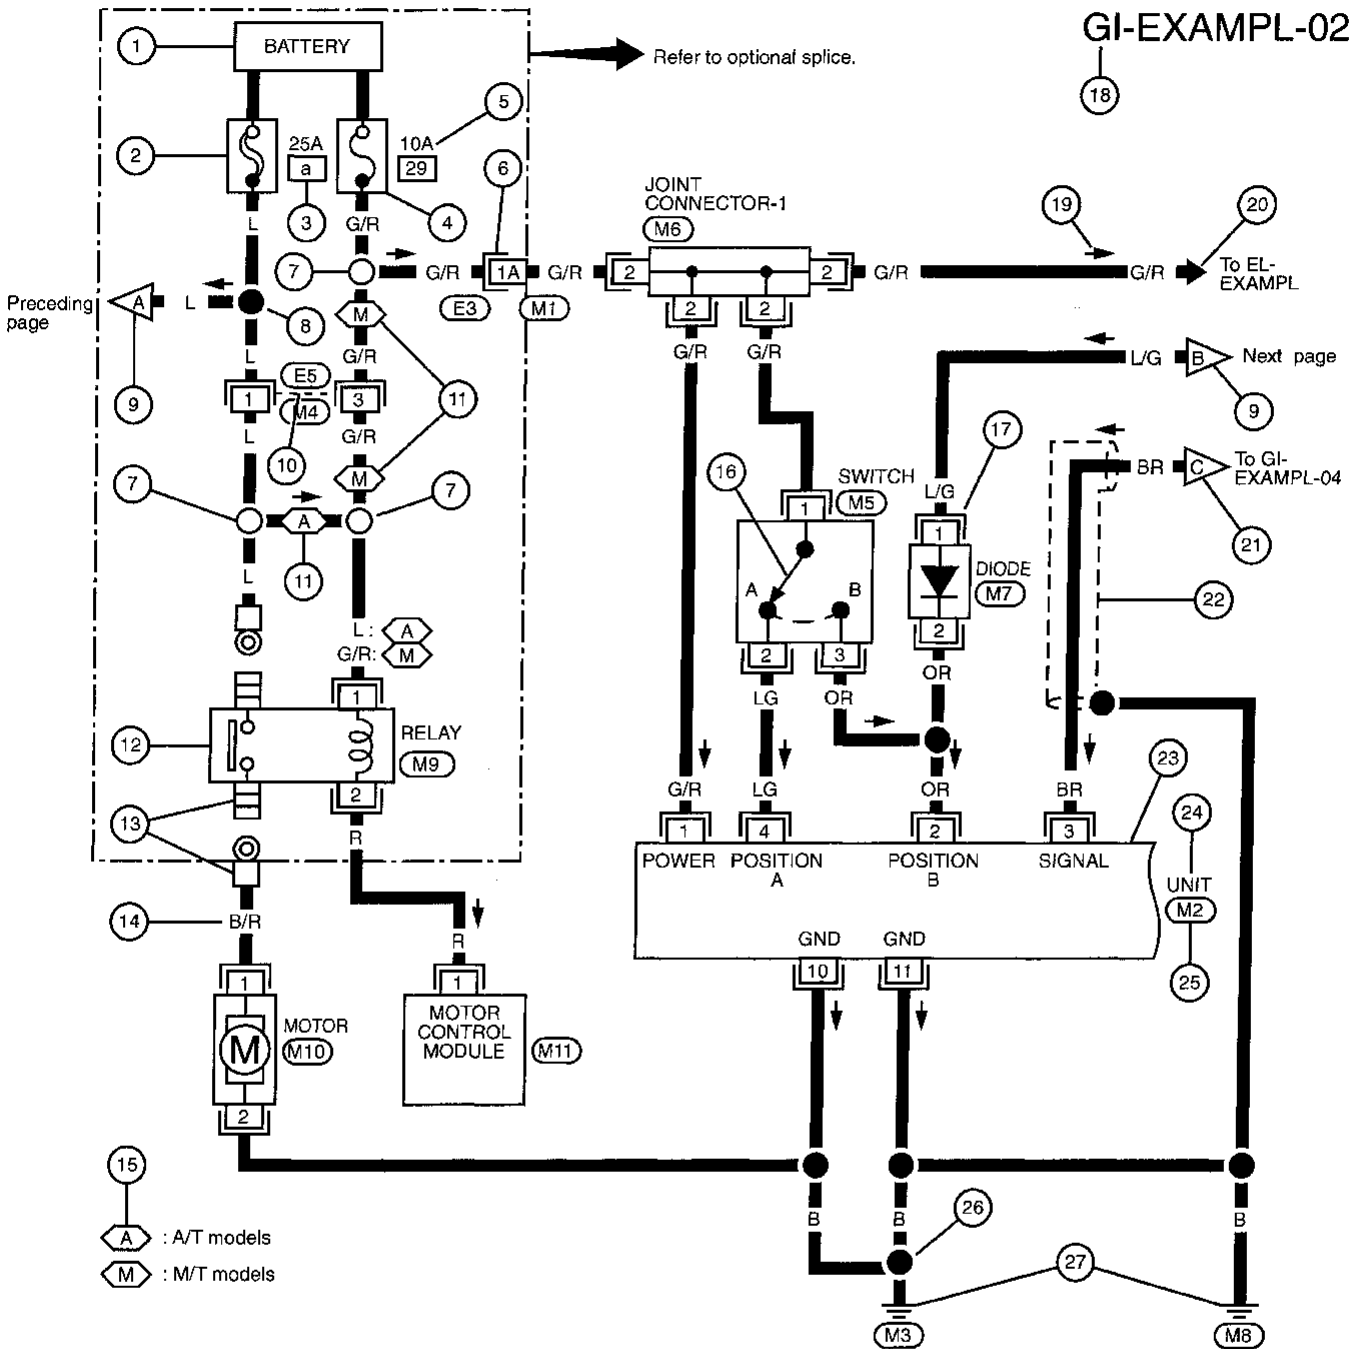 GI-EXAMPL-02
18
1
BATTERY
Refer to optional splice.
2
25A
a
3
10A
29
5
4
6
L
G/R
7
G/R
1A
G/R
E3
M1
JOINT
CONNECTOR-1
M6
2
2
G/R
19
20
G/R
To EL-
EXAMPL
2
2
G/R
G/R
Preceding
page
A
L
8
M
9
L
G/R
E5
1
M4
3
11
L
G/R
10
M
7
7
A
11
L
L/G
B
Next page
9
16
17
SWITCH
M5
1
A
B
2
3
LG
OR
L/G
1
DIODE
M7
2
OR
BR
C
To GI-
EXAMPL-04
21
22
L:
A
G/R:
M
1
12
RELAY
M9
2
13
R
G/R
LG
OR
BR
1
4
2
3
23
POWER
POSITION
A
POSITION
B
SIGNAL
24
UNIT
M2
25
GND
GND
10
11
14
B/R
R
1
1
M
MOTOR
M10
2
MOTOR
CONTROL
MODULE
M11
15
A
: A/T models
M
: M/T models
B
B
B
26
27
M3
M8